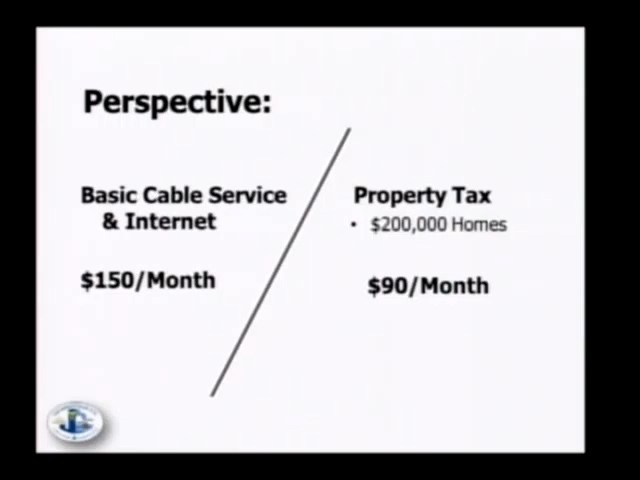 Perspective:
Basic Cable Service
& Internet
$150/Month
Property Tax
• $200,000 Homes
$90/Month